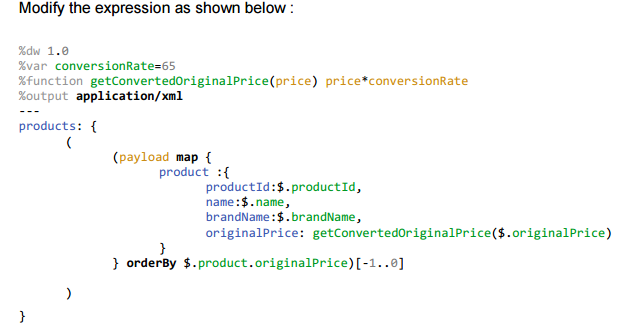 Modify the expression as shown below :
%dw 1.0
%var conversionRate=65
%function getConvertedOriginalPrice(price) price*conversionRate
%output application/xml
---
products: {
(
(payload map {
product :{
productId:$.productId,
name:$.name,
brandName:$.brandName,
originalPrice: getConvertedOriginalPrice($.originalPrice)
}
} orderBy $.product.originalPrice)[-1..0]
)
}